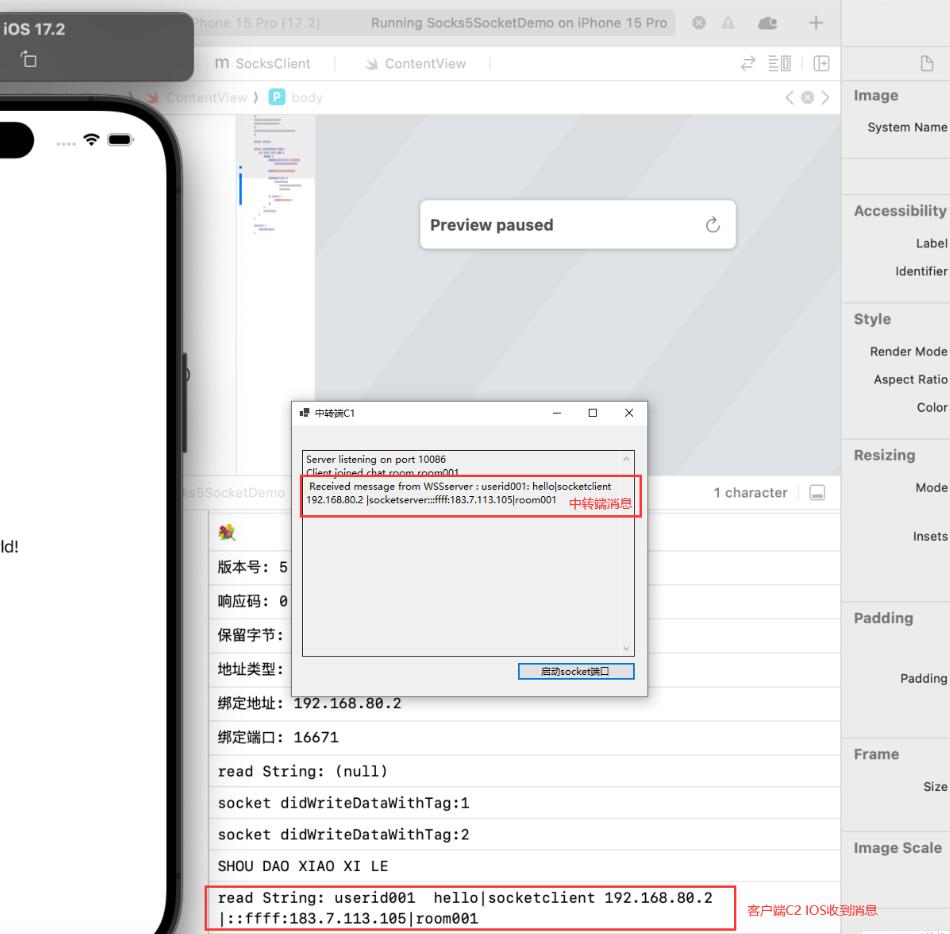 iOS 17.2
Phone 15 Pro (17.2)
Running Socks5SocketDemo on iPhone 15 Pro
m SocksClient
ContentView
ContentView
P body
Preview paused
Image
System Name
Accessibility
Label
Identifier
Style
Render Mode
Aspect Ratio
Color
Resizing
Mode
Insets
Padding
Padding
Frame
Size
Image Scale
中转端C1
Server listening on port 10086
Client joined chat room room001
Received message from WSSserver : userid001: hello|socketclient
192.168.80.2 |socketserver:::ffff:183.7.113.105|room001
中转端消息
启动socket端口
ks5SocketDemo
1 character
ld!
版本号: 5
响应码: 0
保留字节:
地址类型:
绑定地址: 192.168.80.2
绑定端口: 16671
read String: (null)
socket didWriteDataWithTag:1
socket didWriteDataWithTag:2
SHOU DAO XIAO XI LE
read String: userid001  hello|socketclient 192.168.80.2
|::ffff:183.7.113.105|room001
客户端C2 IOS收到消息